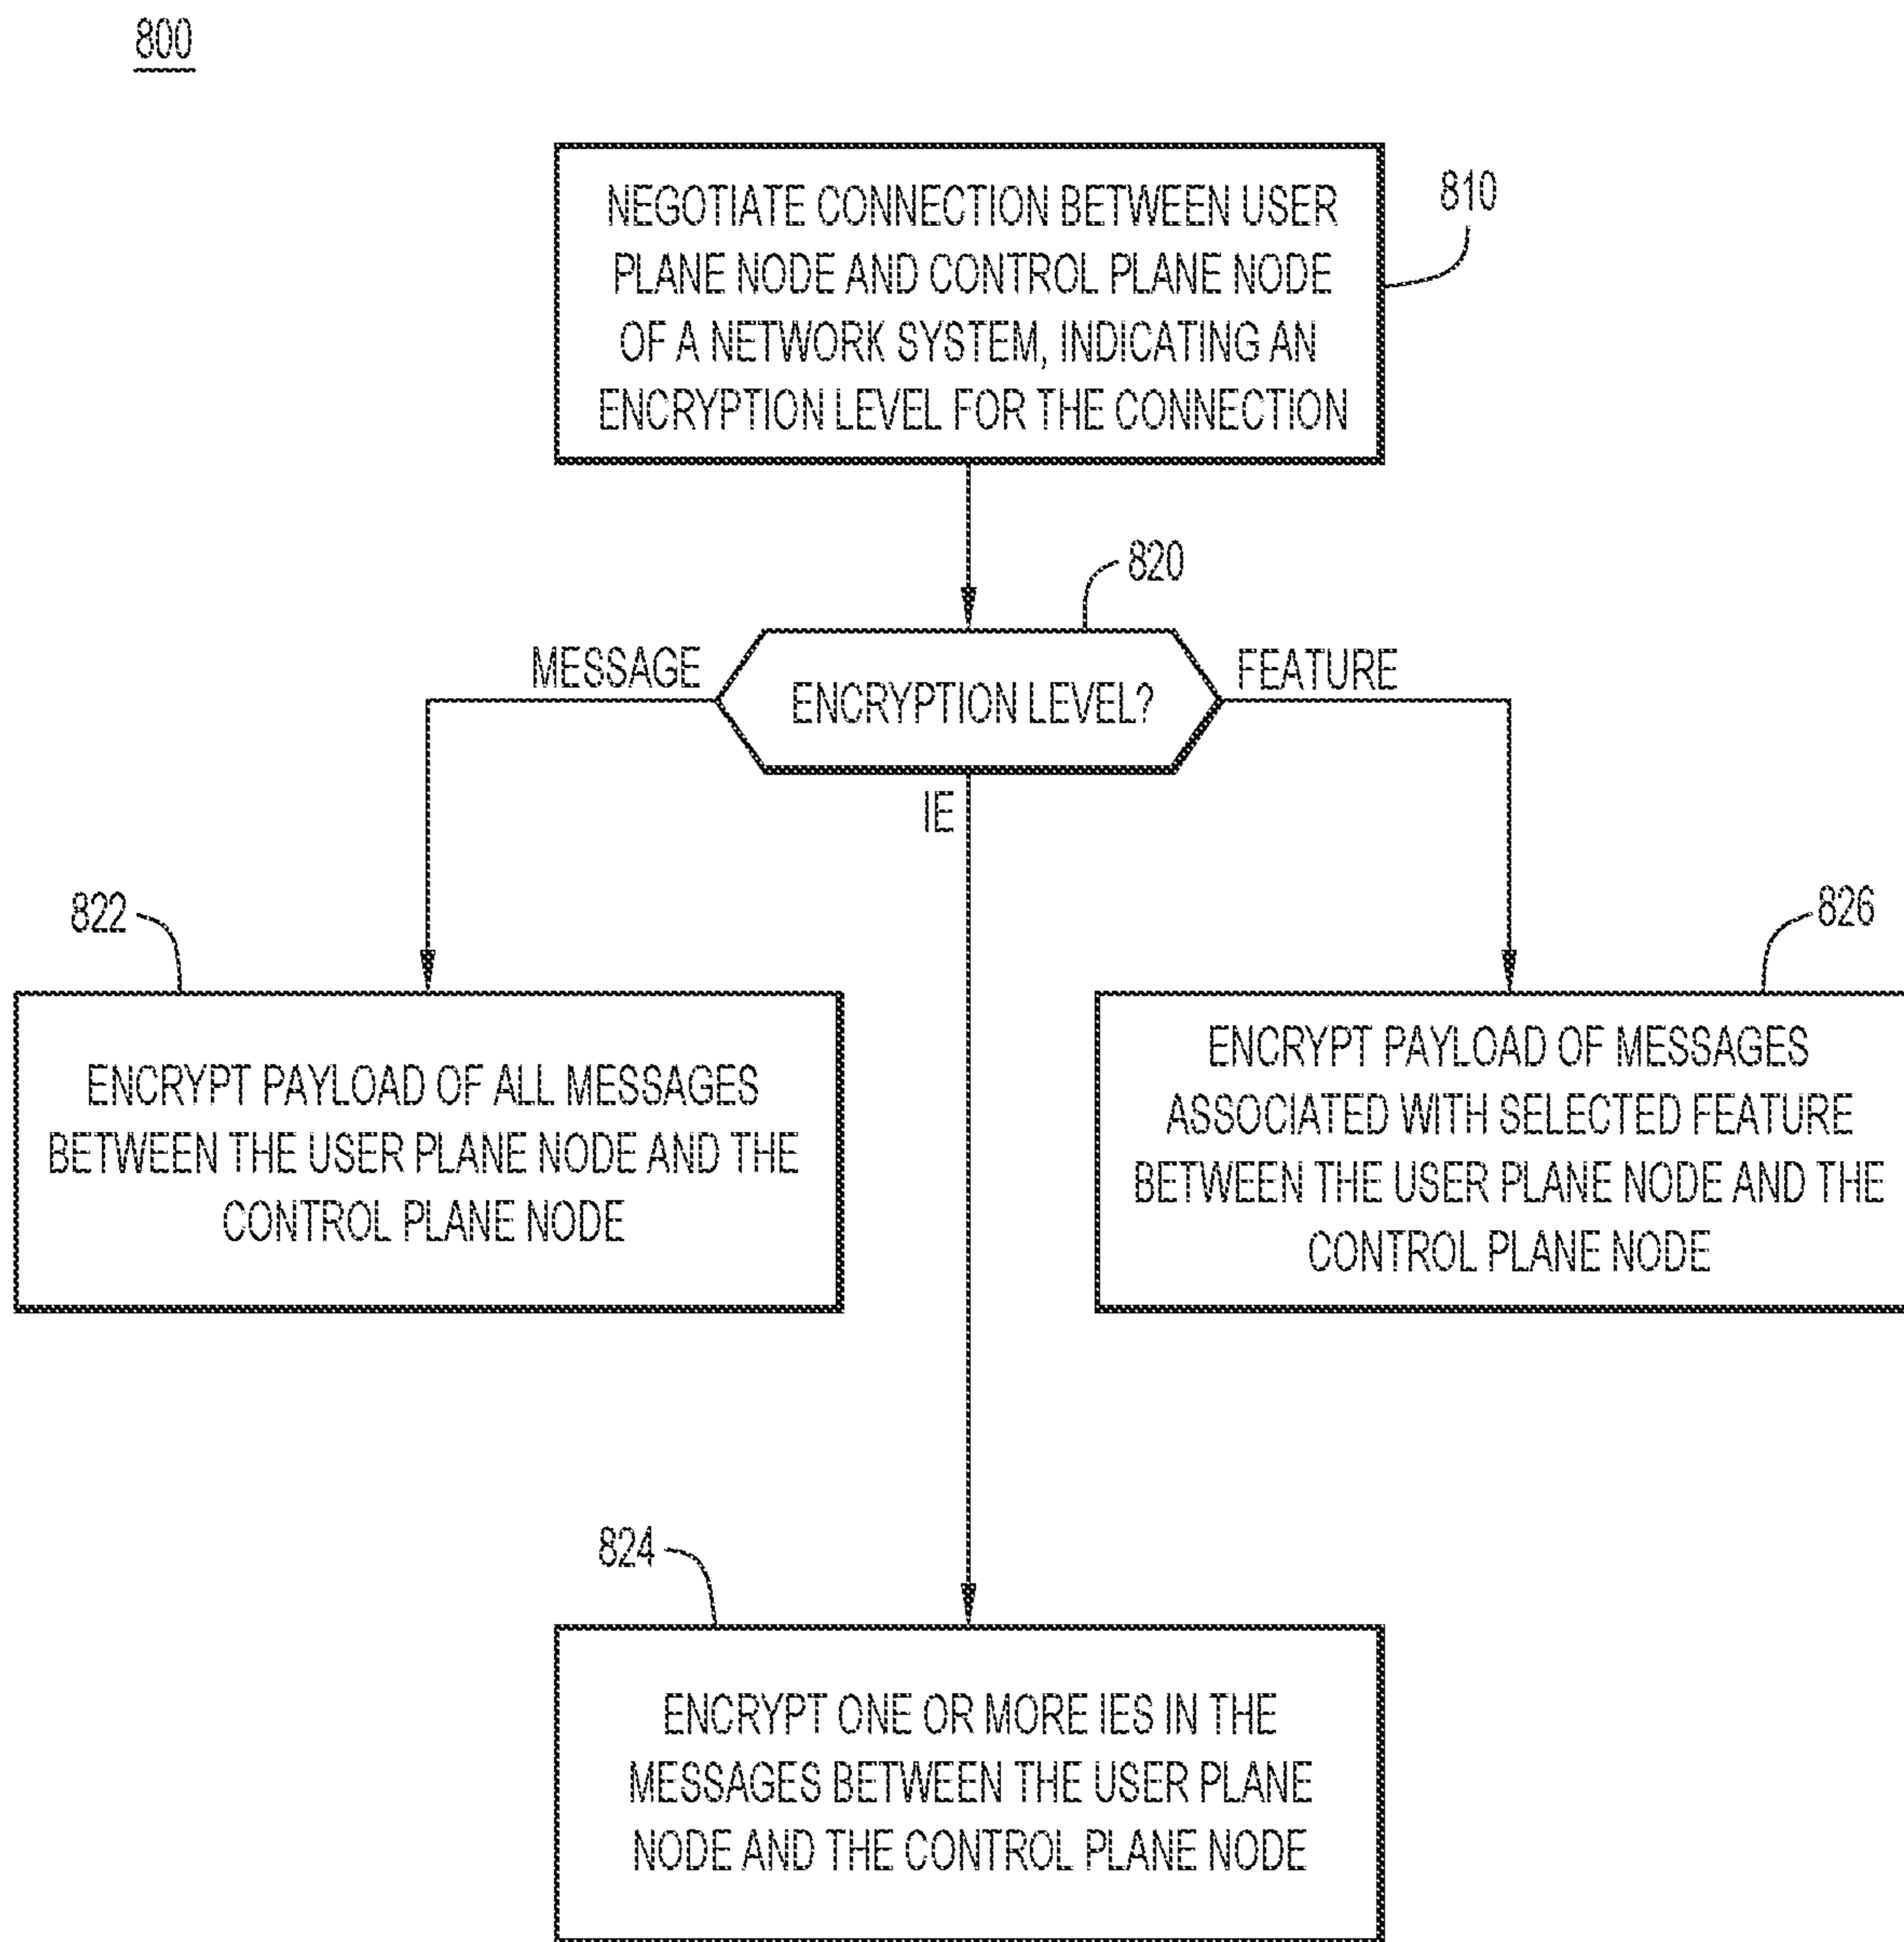 800
NEGOTIATE CONNECTION BETWEEN USER
PLANE NODE AND CONTROL PLANE NODE
OF A NETWORK SYSTEM, INDICATING AN
ENCRYPTION LEVEL FOR THE CONNECTION
810
820
MESSAGE
ENCRYPTION LEVEL?
FEATURE
IE
822
ENCRYPT PAYLOAD OF ALL MESSAGES
BETWEEN THE USER PLANE NODE AND THE
CONTROL PLANE NODE
826
ENCRYPT PAYLOAD OF MESSAGES
ASSOCIATED WITH SELECTED FEATURE
BETWEEN THE USER PLANE NODE AND THE
CONTROL PLANE NODE
824
ENCRYPT ONE OR MORE IES IN THE
MESSAGES BETWEEN THE USER PLANE
NODE AND THE CONTROL PLANE NODE